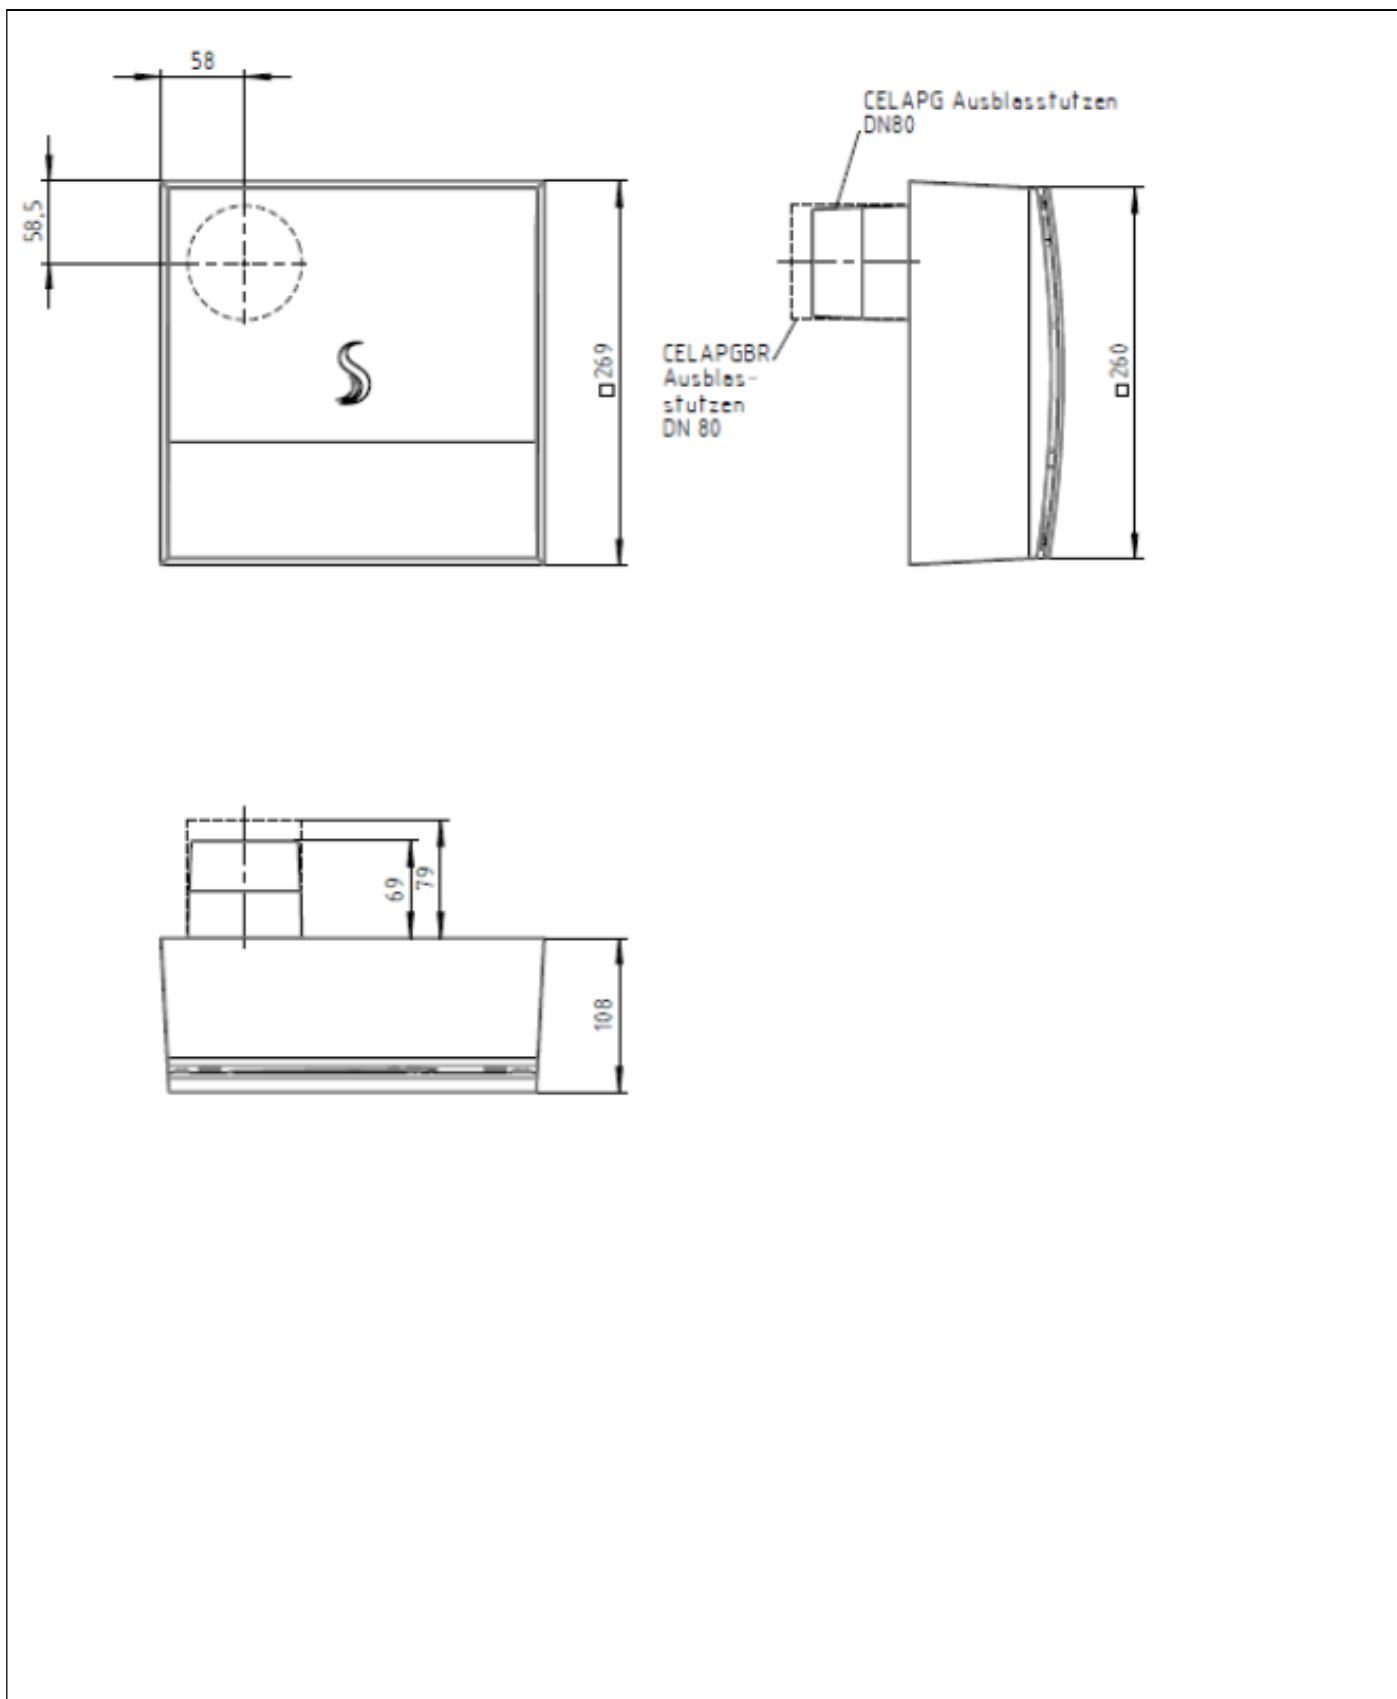 58
58,5
□269
CELAPG Ausblasstutzen
DN80
CELAPGBR
Ausblas-
stutzen
DN 80
□260
69
79
108